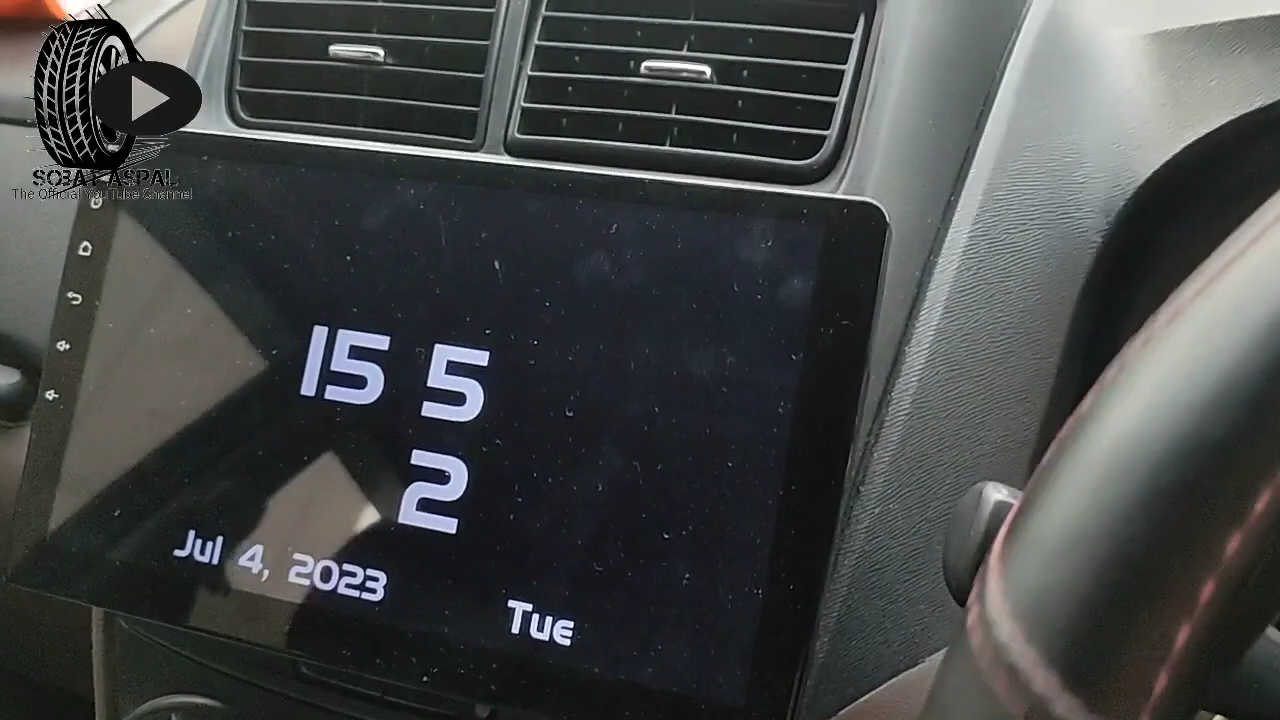 SOBAT ASPAL
The Official YouTube Channel
15 5
2
Jul 4, 2023
Tue